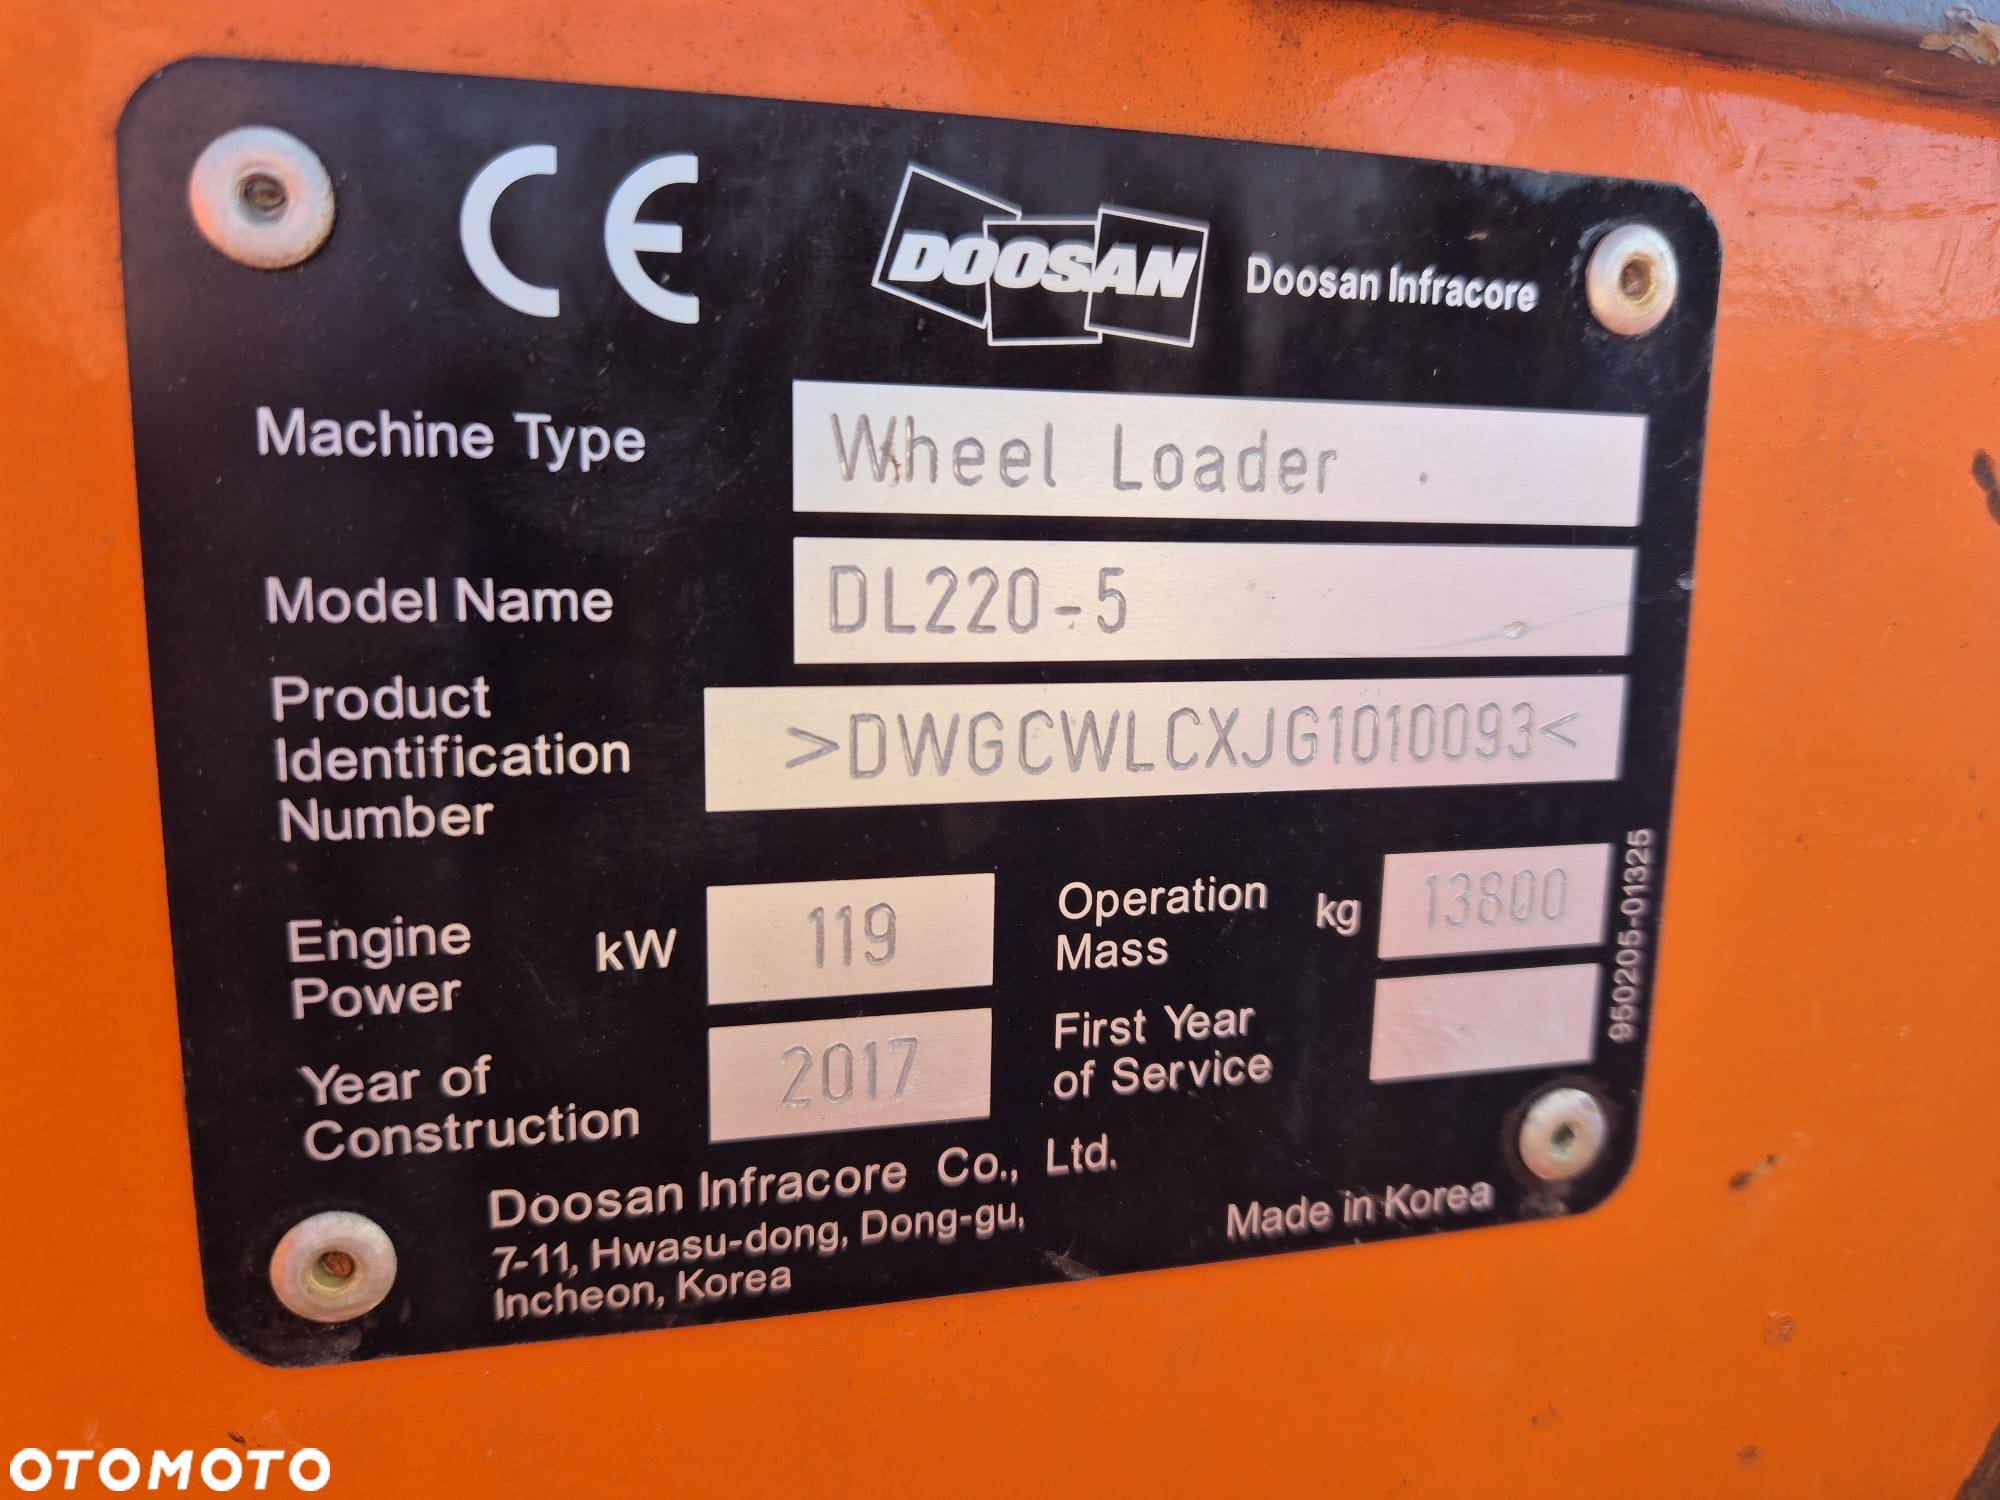 CE
DOOSAN Doosan Infracore
Machine Type Wheel Loader
Model Name DL220-5
Product
Identification
Number
>DWGCWLCXJG1010093<
Engine
Power
kW 119
Operation
Mass
kg 13800
Year of
Construction
2017
First Year
of Service
950205-01325
Doosan Infracore Co., Ltd.
7-11, Hwasu-dong, Dong-gu,
Incheon, Korea
Made in Korea
OTOMOTO